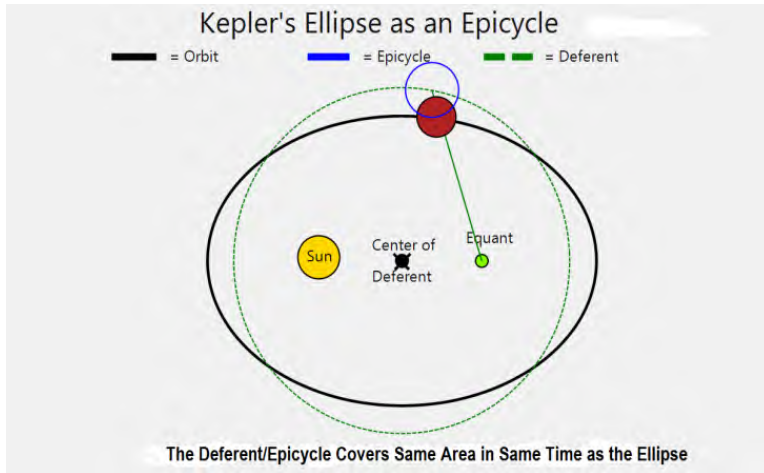 Kepler's Ellipse as an Epicycle
= Orbit = Epicycle = Deferent
Sun
Center of
Deferent
Equant
The Deferent/Epicycle Covers Same Area in Same Time as the Ellipse